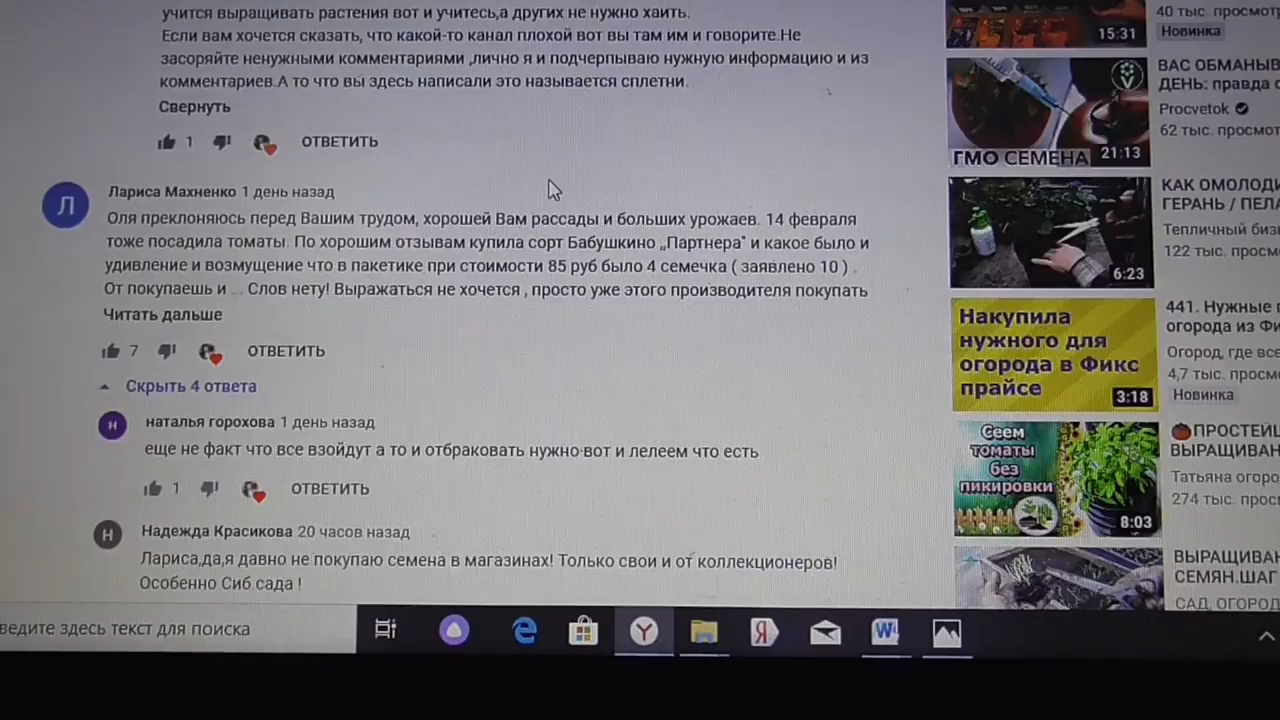 учится выращивать растения вот и учитесь,а других не нужно хаить.
Если вам хочется сказать, что какой-то канал плохой вот вы там им и говорите.Не
засоряйте ненужными комментариями ,лично я и подчерпываю нужную информацию и из
комментариев.А то что вы здесь написали это называется сплетни.
Свернуть
1
ОТВЕТИТЬ
Л
Лариса Махненко 1 день назад
Оля преклоняюсь перед Вашим трудом, хорошей Вам рассады и больших урожаев. 14 февраля
тоже посадила томаты. По хорошим отзывам купила сорт Бабушкино „Партнера" и какое было и
удивление и возмущение что в пакетике при стоимости 85 руб было 4 семечка ( заявлено 10 ) .
От покупаешь и ... Слов нету! Выражаться не хочется , просто уже этого производителя покупать
Читать дальше
7
ОТВЕТИТЬ
Скрыть 4 ответа
Н
наталья горохова 1 день назад
еще не факт что все взойдут а то и отбраковать нужно-вот и лелеем что есть
1
ОТВЕТИТЬ
Н
Надежда Красикова 20 часов назад
Лариса,да,я давно не покупаю семена в магазинах! Только свои и от коллекционеров!
Особенно Сиб.сада !
15:31
40 тыс. просмотр
Новинка
ГМО СЕМЕНА
21:13
ВАС ОБМАНЫВ
ДЕНЬ: правда о
Procvetok
62 тыс. просмот
6:23
КАК ОМОЛОДИ
ГЕРАНЬ / ПЕЛА
Тепличный биз
122 тыс. просмо
Накупила
нужного для
огорода в Фикс
прайсе
3:18
441. Нужные п
огорода из Фи
Огород, где все
4,7 тыс. просмо
Новинка
Сеем
томаты
без
пикировки
8:03
ПРОСТЕЙШ
ВЫРАЩИВАН
Татьяна огоро
274 тыс. просм
ВЫРАЩИВАН
СЕМЯН.ШАГ
САД, ОГОРОД
ведите здесь текст для поиска